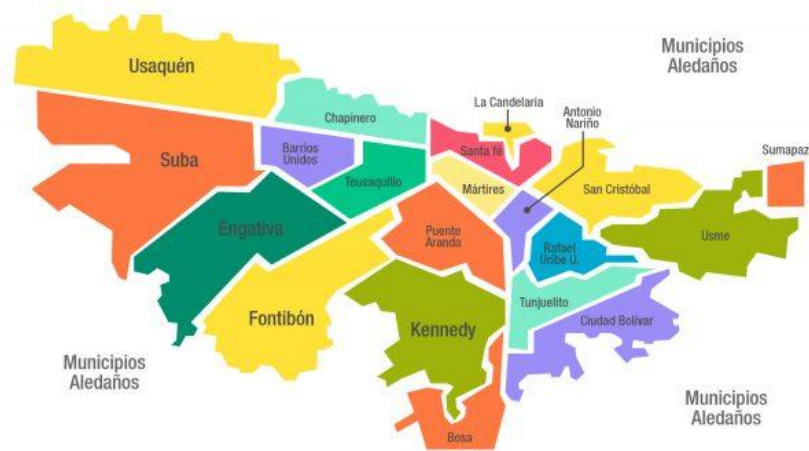 Municipios
Aledaños
Usaquén
La Candelaria
Antonio
Nariño
Chapinero
Barrios
Unidos
Santa fé
Sumapaz
Suba
Teusaquillo
Mártires
San Cristóbal
Engativa
Puente
Aranda
Usme
Rafael
Uribe U.
Fontibón
Kennedy
Tunjuelito
Ciudad Bolívar
Municipios
Aledaños
Municipios
Aledaños
Bosa